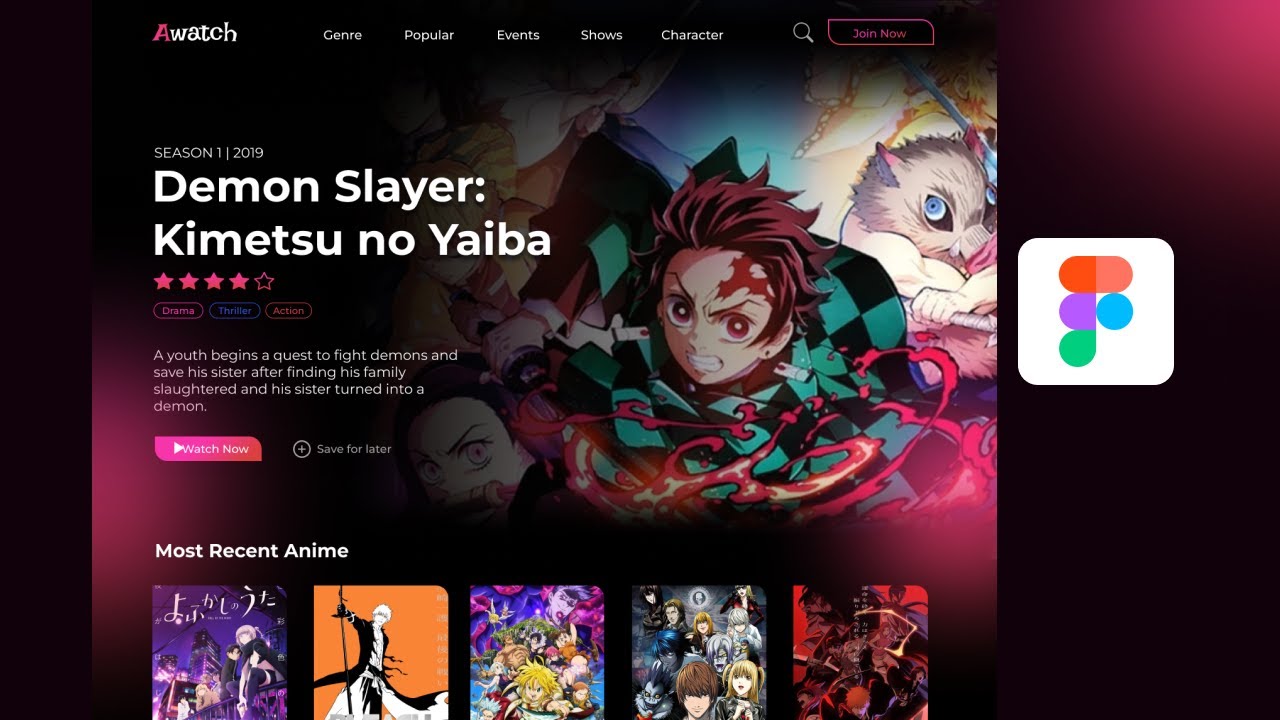 Awatch
Genre
Popular
Events
Shows
Character
Join Now
SEASON 1 | 2019
Demon Slayer:
Kimetsu no Yaiba
Drama
Thriller
Action
A youth begins a quest to fight demons and
save his sister after finding his family
slaughtered and his sister turned into a
demon.
Watch Now
Save for later
Most Recent Anime
よふかしのうた
BLEACH